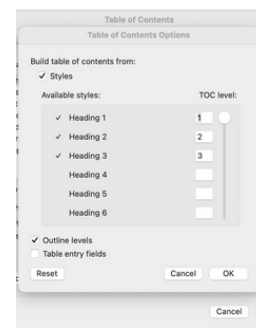 Table of Contents
Table of Contents Options
Build table of contents from:
Styles
Available styles: TOC level:
Heading 1 1
Heading 2 2
Heading 3 3
Heading 4
Heading 5
Heading 6
Outline levels
Table entry fields
Reset Cancel OK
Cancel